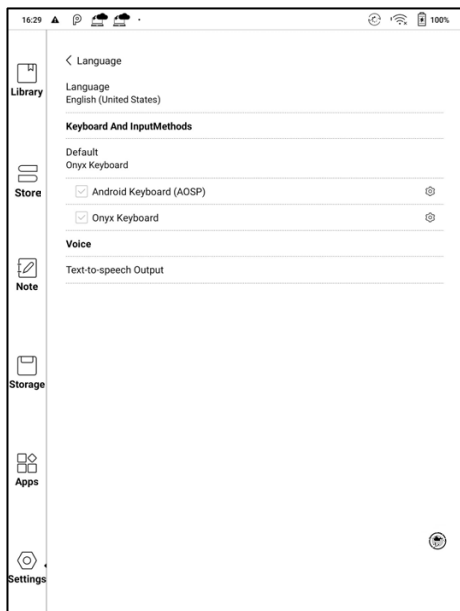 16:29
100%
Library
Store
Note
Storage
Apps
Settings
Language
Language
English (United States)
Keyboard And InputMethods
Default
Onyx Keyboard
Android Keyboard (AOSP)
Onyx Keyboard
Voice
Text-to-speech Output